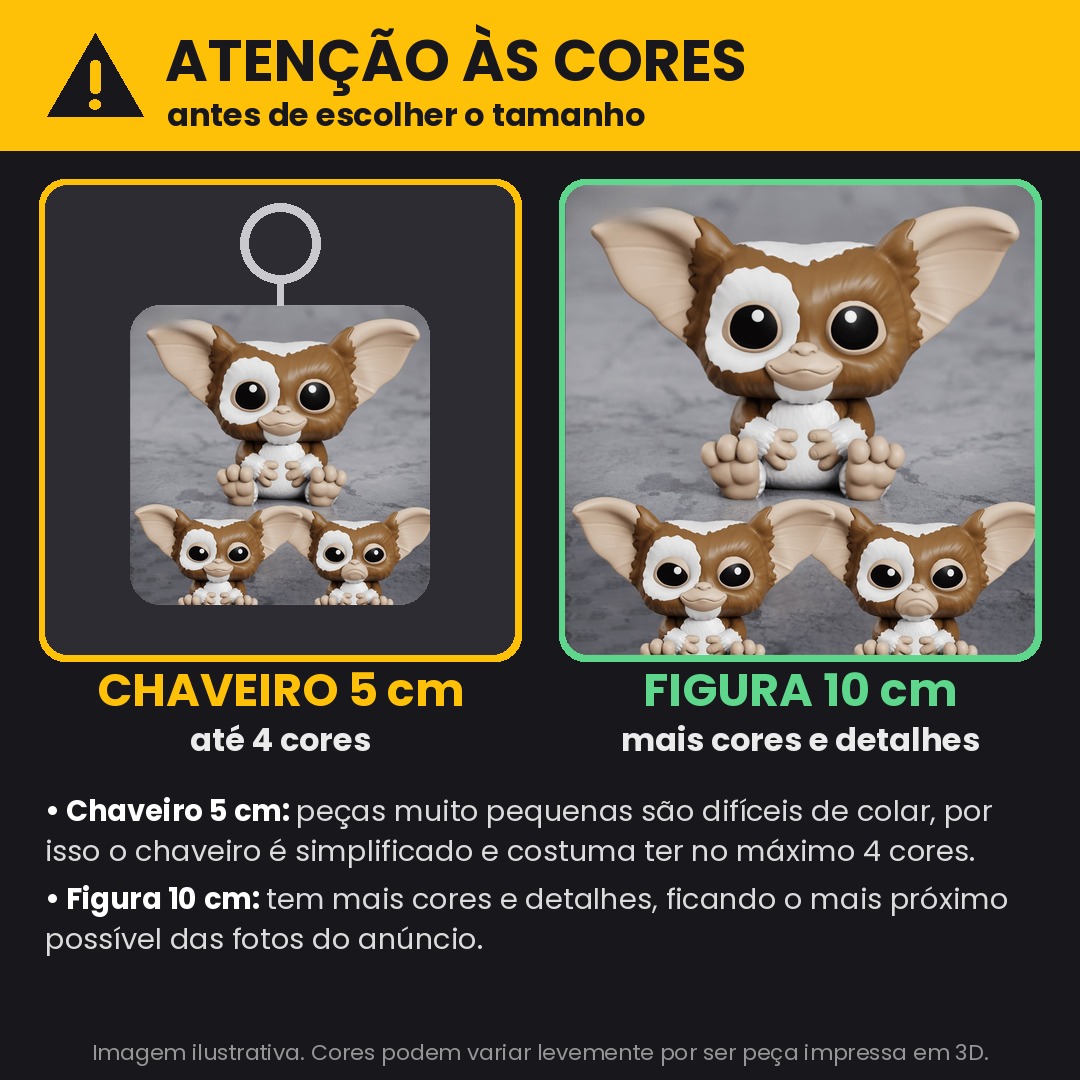 ATENÇÃO ÀS CORES
antes de escolher o tamanho
CHAVEIRO 5 cm
até 4 cores
FIGURA 10 cm
mais cores e detalhes
• Chaveiro 5 cm: peças muito pequenas são difíceis de colar, por
isso o chaveiro é simplificado e costuma ter no máximo 4 cores.
• Figura 10 cm: tem mais cores e detalhes, ficando o mais próximo
possível das fotos do anúncio.
Imagem ilustrativa. Cores podem variar levemente por ser peça impressa em 3D.